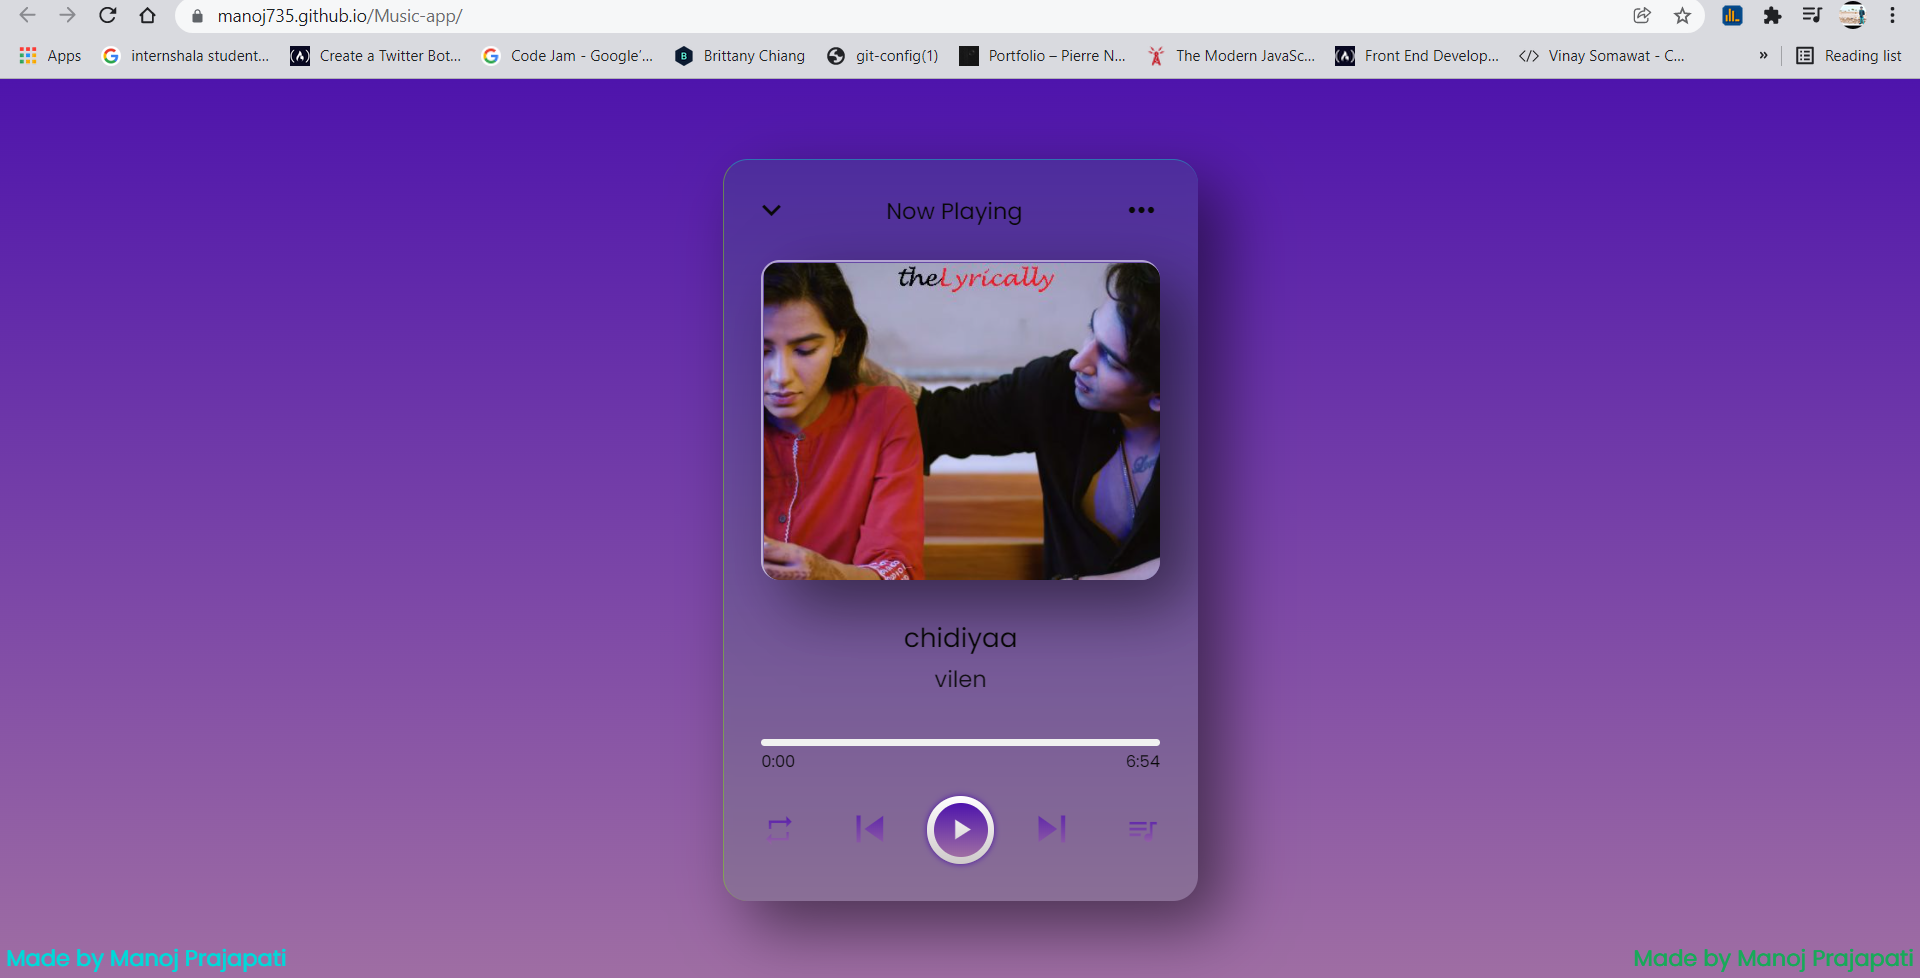 manoj735.github.io/Music-app/
Apps
internshala student...
Create a Twitter Bot...
Code Jam - Google'...
Brittany Chiang
git-config(1)
Portfolio – Pierre N...
The Modern JavaSc...
Front End Develop...
Vinay Somawat - C...
»
Reading list
Now Playing
theLyrically
chidiyaa
vilen
0:00
6:54
Made by Manoj Prajapati
Made by Manoj Prajapati